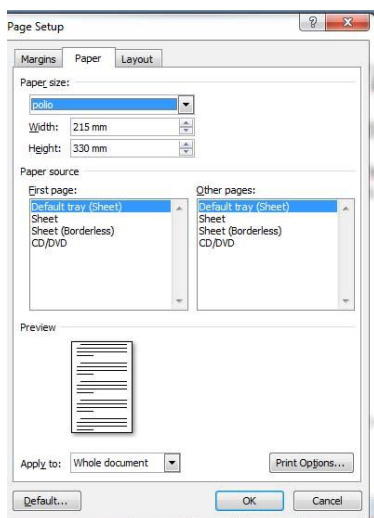 Page Setup
Margins Paper Layout
Paper size:
polio
Width: 215 mm
Height: 330 mm
Paper source
First page: Other pages:
Default tray (Sheet) Default tray (Sheet)
Sheet Sheet
Sheet (Borderless) Sheet (Borderless)
CD/DVD CD/DVD
Preview
Apply to: Whole document Print Options...
Default... OK Cancel